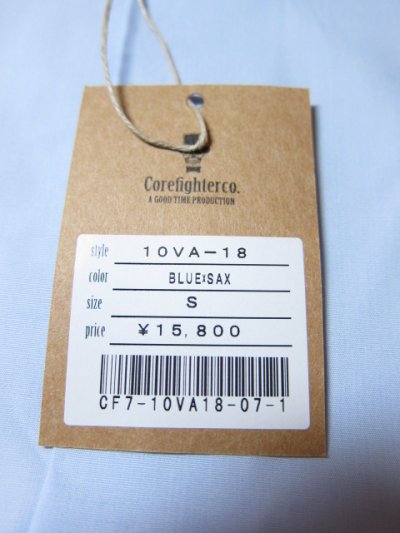 Corefighterco.
A GOOD TIME PRODUCTION
style 10VA-18
color BLUE×SAX
size S
price ¥15,800
CF7-10VA18-07-1